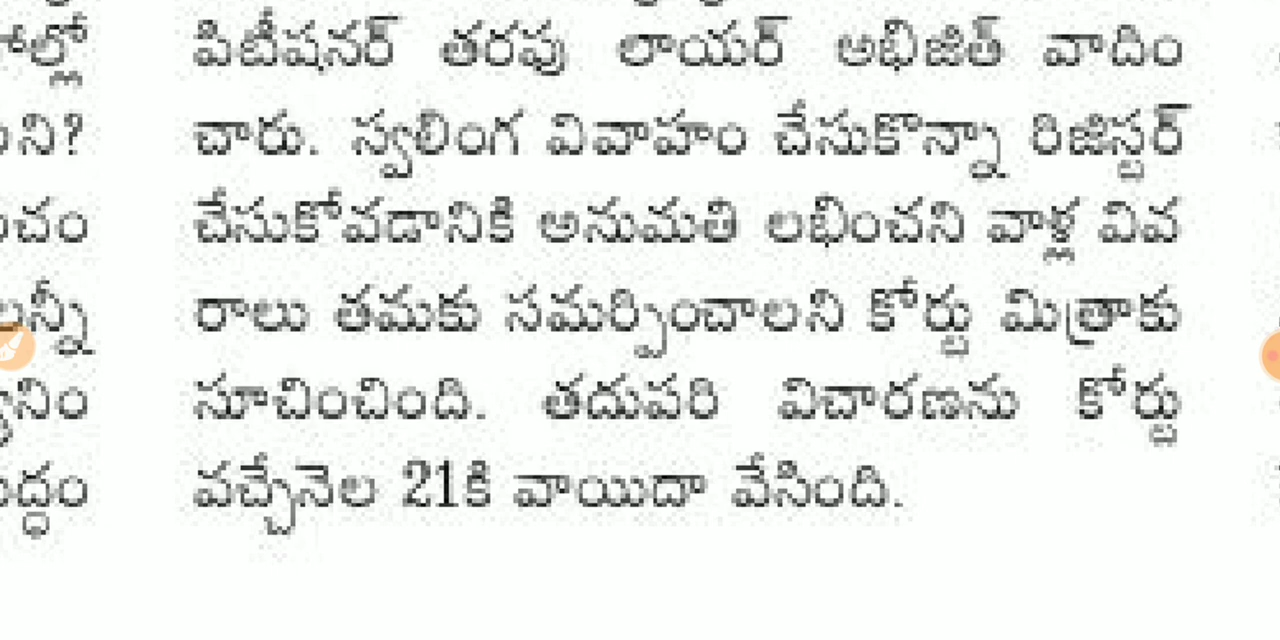 పిటీషనర్ తరపు లాయర్ అభిజిత్ వాదిం
చారు. స్వలింగ వివాహం చేసుకొన్నా రిజిస్టర్
చేసుకోవడానికి అనుమతి లభించని వాళ్ల వివ
రాలు తమకు సమర్పించాలని కోర్టు మిత్రాకు
సూచించింది. తదుపరి విచారణను కోర్టు
వచ్చేనెల 21కి వాయిదా వేసింది.